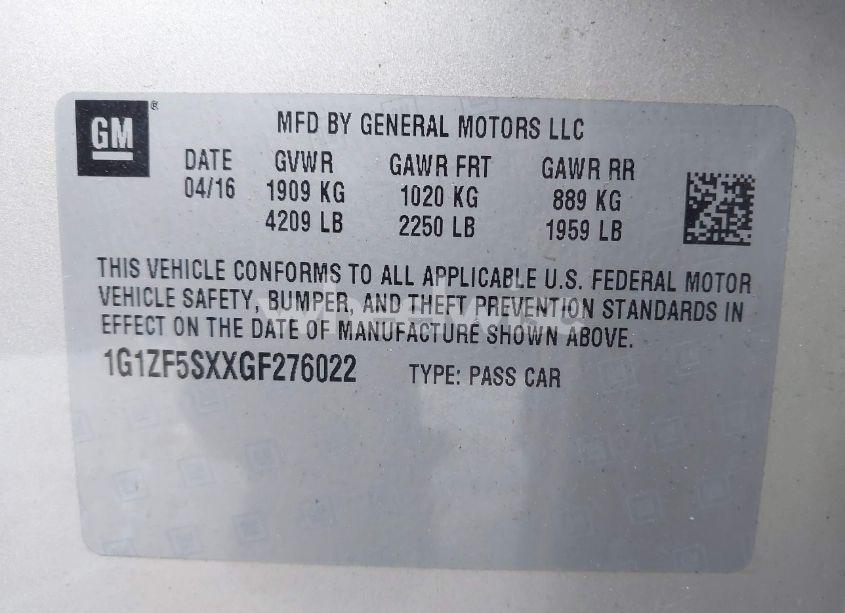 GM®
MFD BY GENERAL MOTORS LLC
DATE GVWR GAWR FRT GAWR RR
04/16 1909 KG 1020 KG 889 KG
4209 LB 2250 LB 1959 LB
THIS VEHICLE CONFORMS TO ALL APPLICABLE U.S. FEDERAL MOTOR
VEHICLE SAFETY, BUMPER, AND THEFT PREVENTION STANDARDS IN
EFFECT ON THE DATE OF MANUFACTURE SHOWN ABOVE.
1G1ZF5SXXGF276022 TYPE: PASS CAR